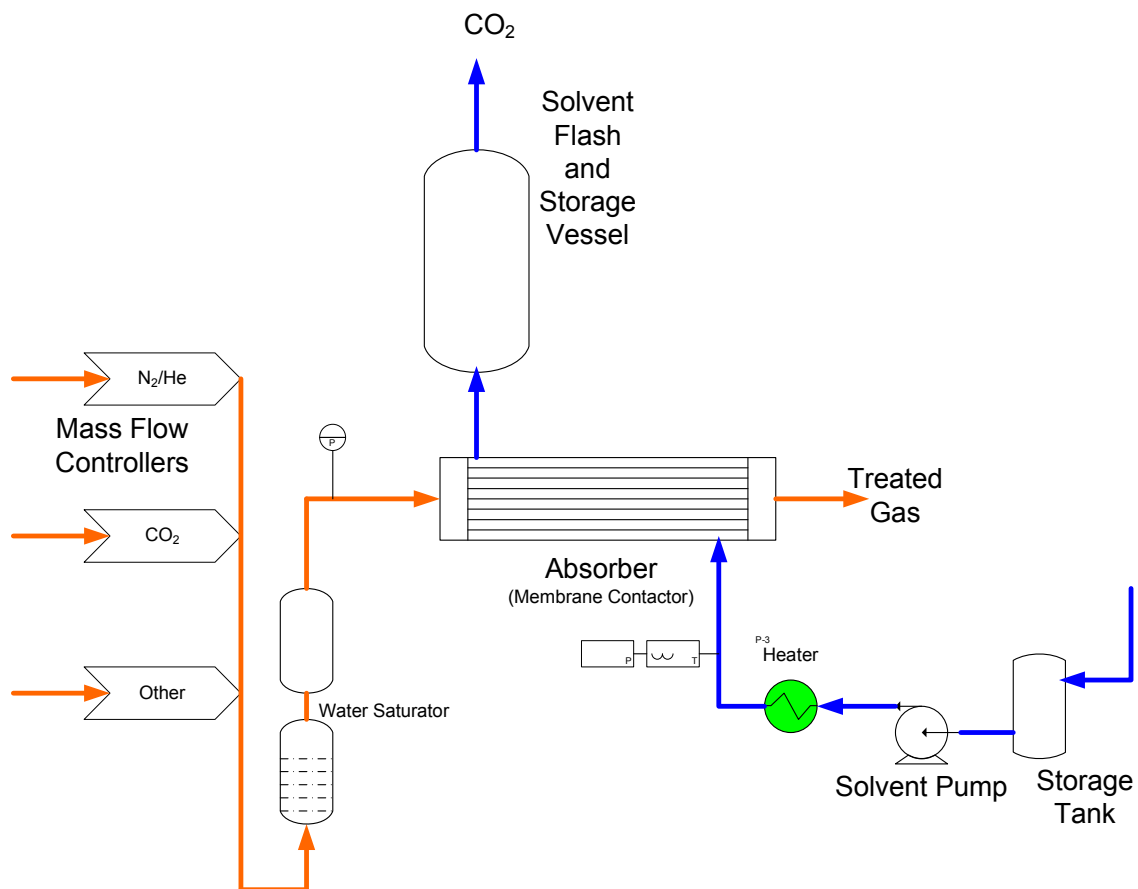 CO₂
Solvent
Flash
and
Storage
Vessel
N₂/He
Mass Flow
Controllers
P
CO₂
Treated
Gas
Absorber
(Membrane Contactor)
P-3
Heater
P
T
Other
Water Saturator
Solvent Pump
Storage
Tank